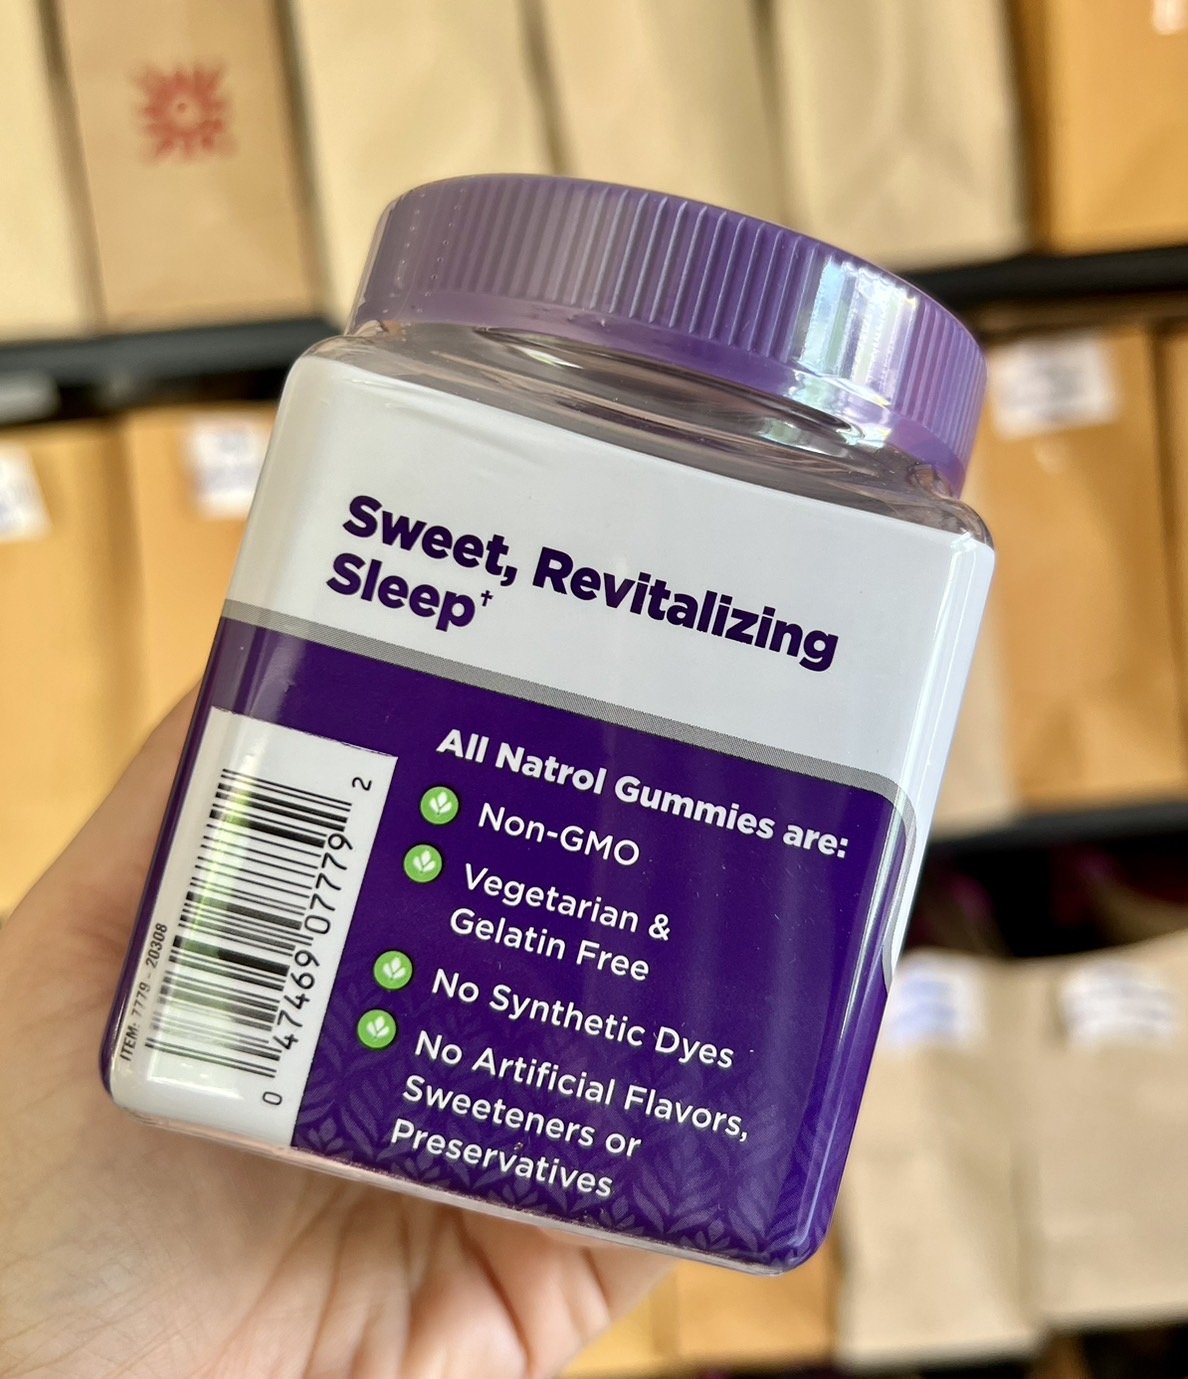 Sweet, Revitalizing
Sleep†
All Natrol Gummies are:
Non-GMO
Vegetarian &
Gelatin Free
No Synthetic Dyes
No Artificial Flavors,
Sweeteners or
Preservatives
ITEM: 7779 - 20308
0 47469 07779 2